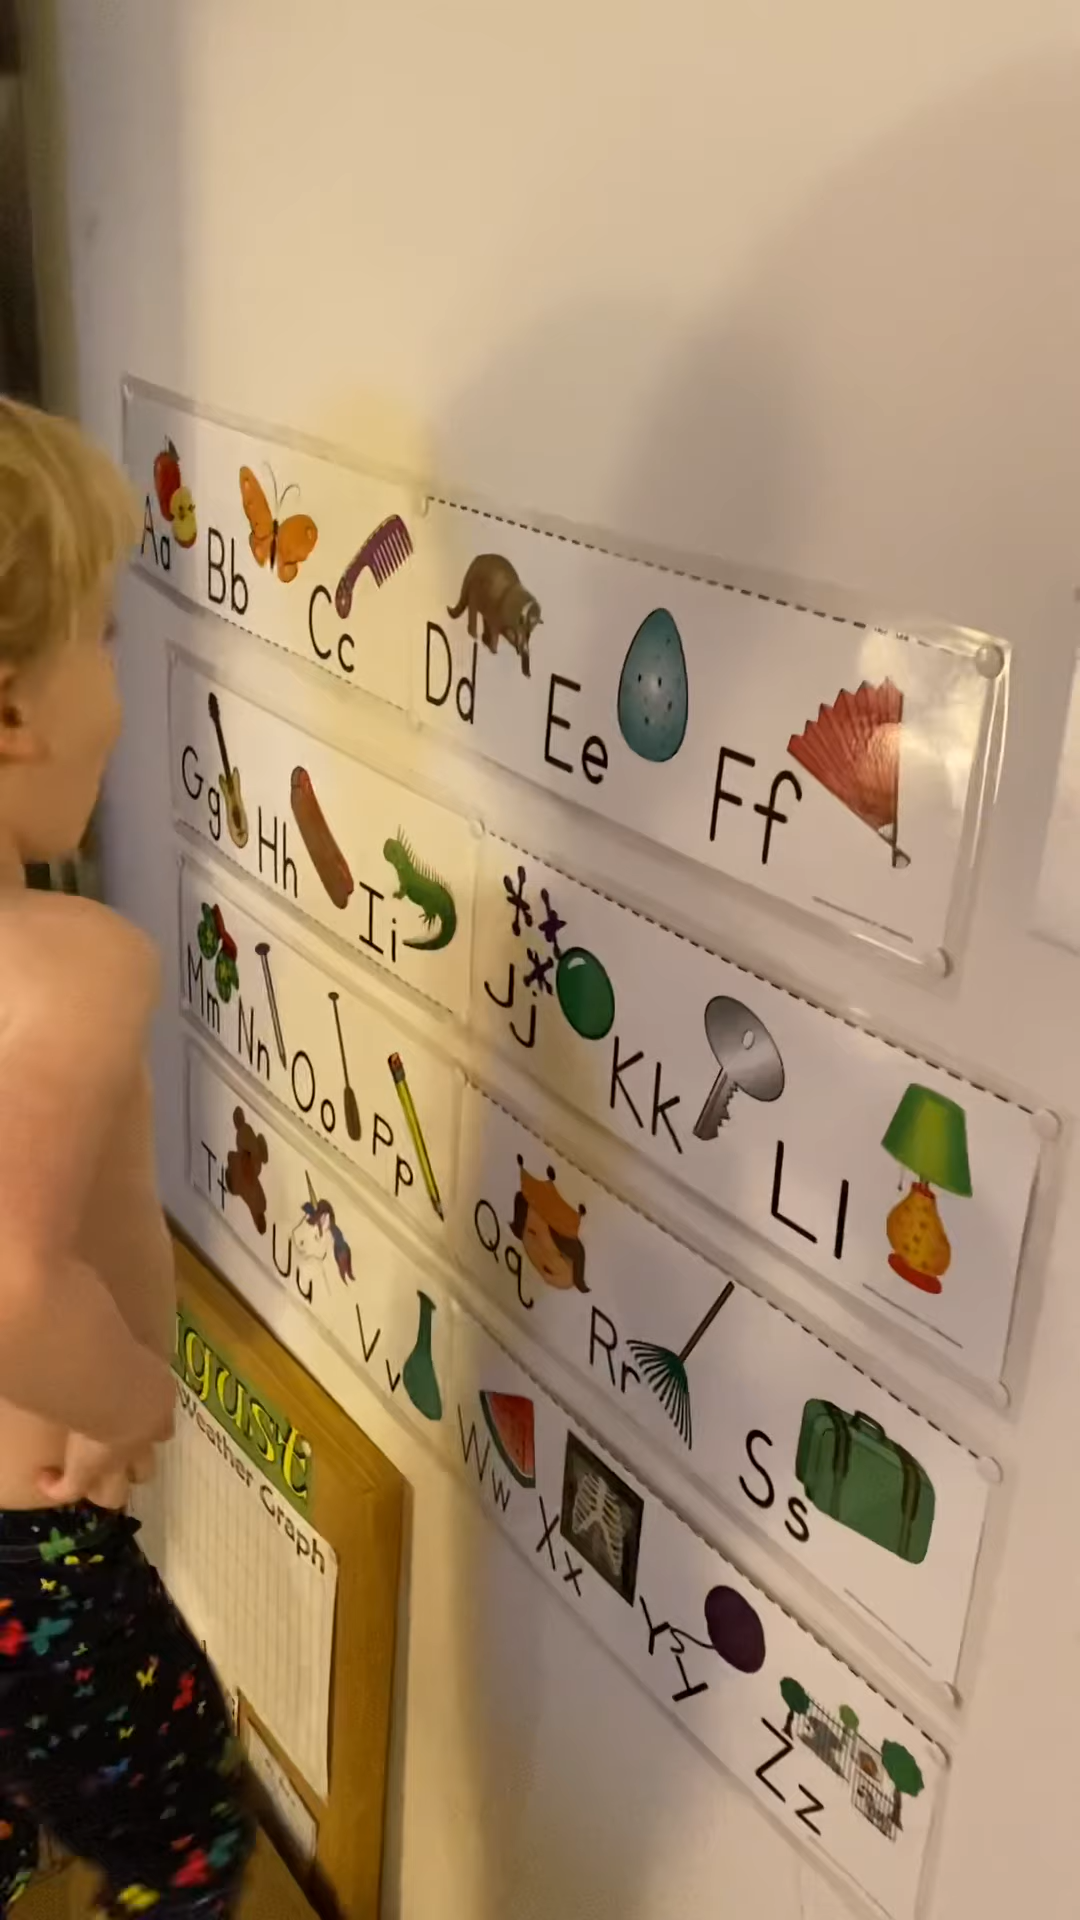 Aa Bb Cc Dd Ee Ff
Gg Hh Ii Jj Kk Ll
Mm Nn Oo Pp Qq Rr Ss
Tt Uu Vv Ww Xx Yy Zz
gust
Weather Graph